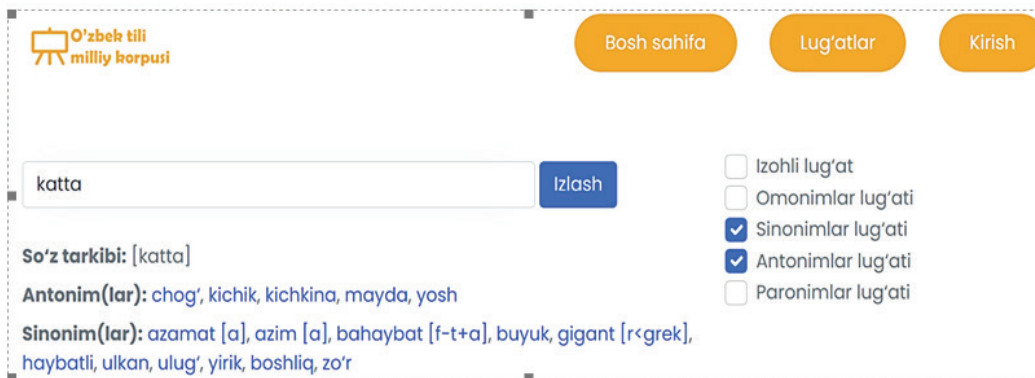 O'zbek tili
milliy korpusi
Bosh sahifa
Lug‘atlar
Kirish
katta
Izlash
Izohli lug‘at
Omonimlar lug‘ati
Sinonimlar lug‘ati
Antonimlar lug‘ati
Paronimlar lug‘ati
So‘z tarkibi: [katta]
Antonim(lar): chog‘, kichik, kichkina, mayda, yosh
Sinonim(lar): azamat [a], azim [a], bahaybat [f-t+a], buyuk, gigant [r<grek],
haybatli, ulkan, ulug‘, yirik, boshliq, zo‘r